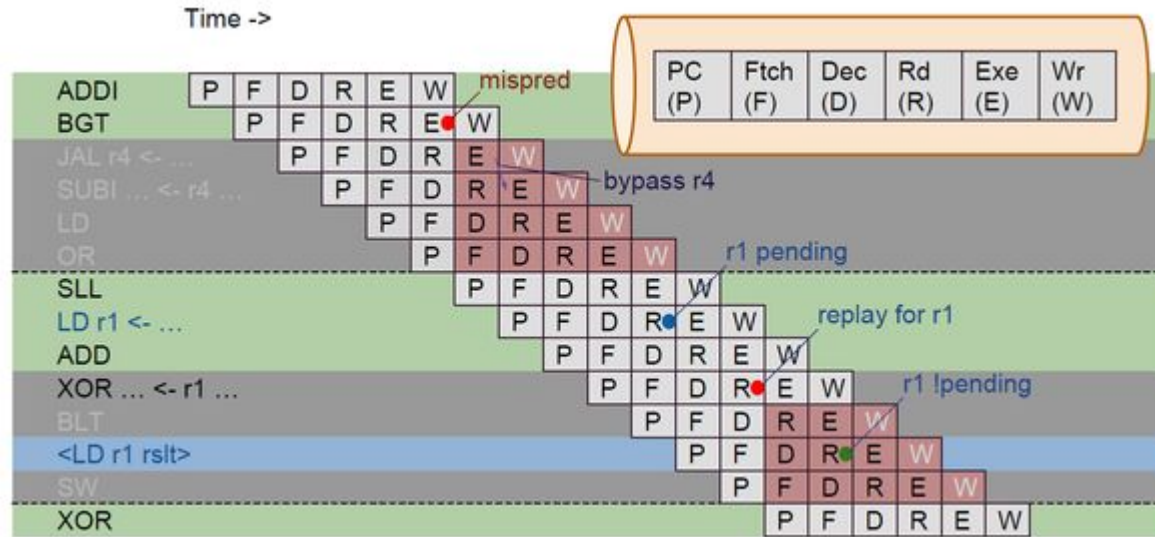 Time ->
PC Ftch Dec Rd Exe Wr
(P) (F) (D) (R) (E) (W)
ADDI P F D R E W mispred
BGT P F D R E W
JAL r4 <- ... P F D R E W
bypass r4
SUBI ... <- r4 ... P F D R E W
LD P F D R E W
OR P F D R E W
r1 pending
SLL P F D R E W
LD r1 <- ... P F D R E W
replay for r1
ADD P F D R E W
XOR ... <- r1 ... P F D R E W
r1 !pending
BLT P F D R E W
<LD r1 rslt> P F D R E W
SW P F D R E W
XOR P F D R E W